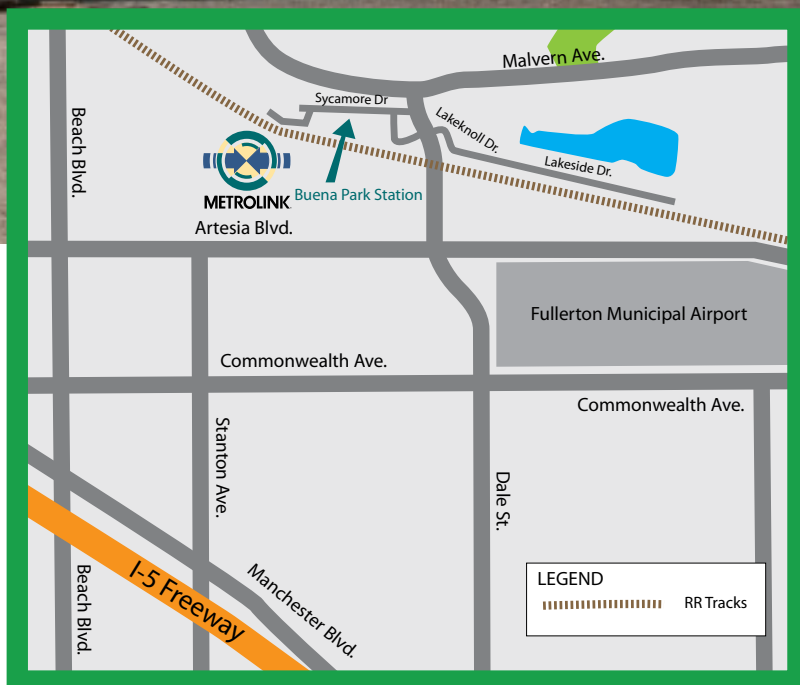 Malvern Ave.
Sycamore Dr
Beach Blvd.
Lakeknoll Dr.
Lakeside Dr.
METROLINK
Buena Park Station
Artesia Blvd.
Fullerton Municipal Airport
Commonwealth Ave.
Commonwealth Ave.
Stanton Ave.
Dale St.
I-5 Freeway
Manchester Blvd.
Beach Blvd.
LEGEND
RR Tracks